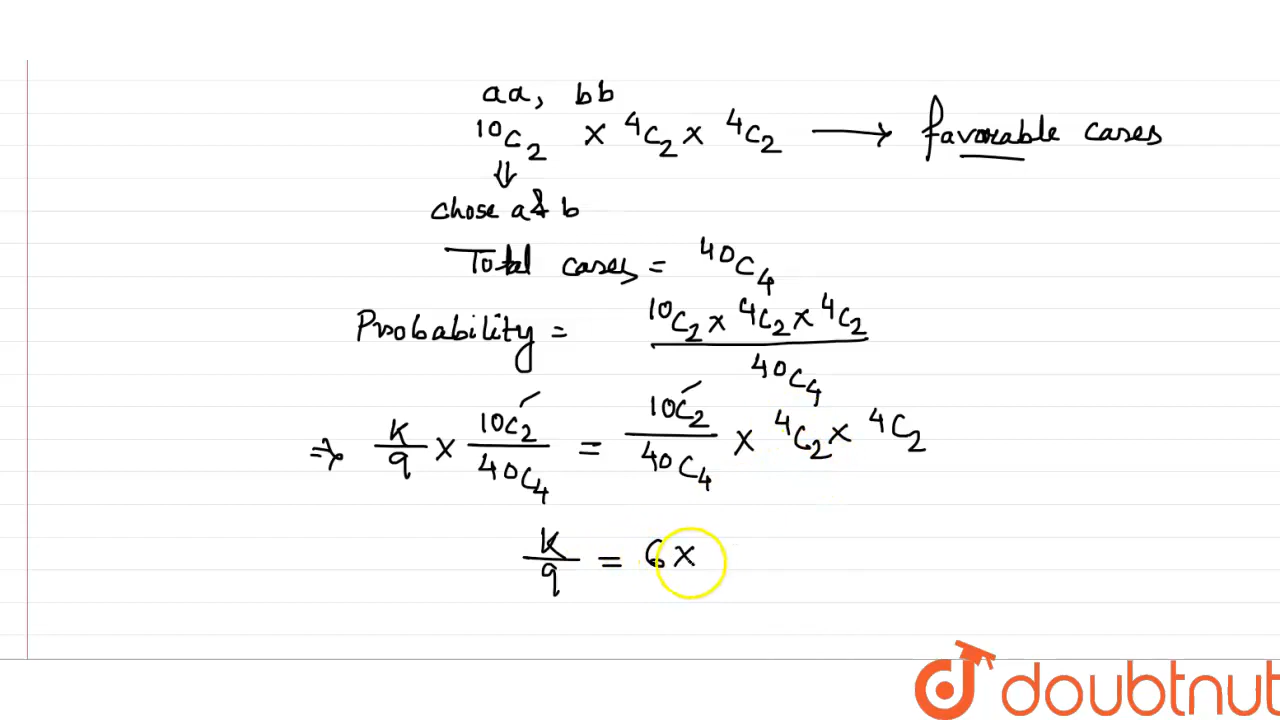 aa, bb
¹⁰C₂ × ⁴C₂ × ⁴C₂ → favorable cases
⇓
chose a & b
Total cases = ⁴⁰C₄
Probability = (¹⁰C₂ × ⁴C₂ × ⁴C₂) / ⁴⁰C₄
⇒ K/9 × ¹⁰C₂/⁴⁰C₄ = ¹⁰C₂/⁴⁰C₄ × ⁴C₂ × ⁴C₂
K/9 = 6 ×
doubtnut